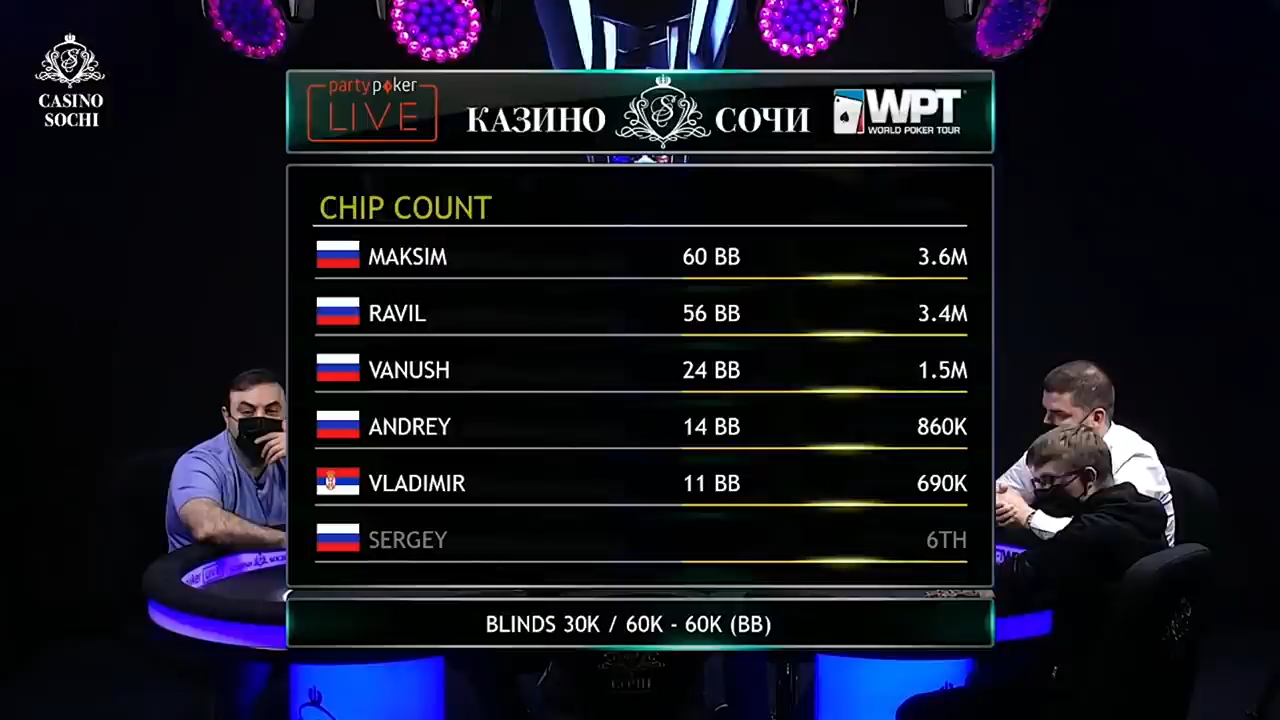 CASINO
SOCHI
partypoker
LIVE
КАЗИНО
СОЧИ
WPT
WORLD POKER TOUR
CHIP COUNT
MAKSIM 60 BB 3.6M
RAVIL 56 BB 3.4M
VANUSH 24 BB 1.5M
ANDREY 14 BB 860K
VLADIMIR 11 BB 690K
SERGEY 6TH
BLINDS 30K / 60K - 60K (BB)
СОЧИ